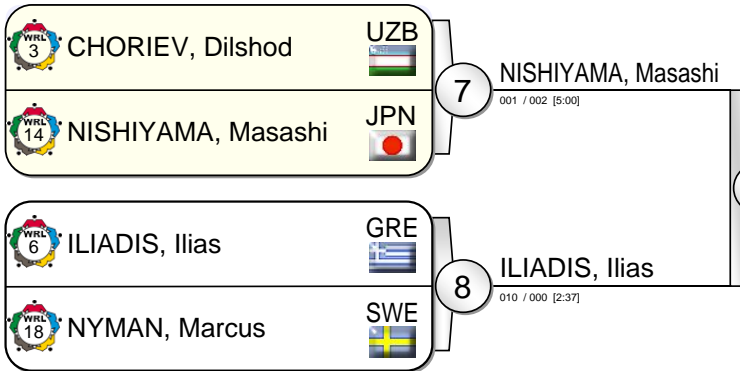 WRL 3 CHORIEV, Dilshod UZB
WRL 14 NISHIYAMA, Masashi JPN
7
NISHIYAMA, Masashi
001 / 002 [5:00]
WRL 6 ILIADIS, Ilias GRE
WRL 18 NYMAN, Marcus SWE
8
ILIADIS, Ilias
010 / 000 [2:37]